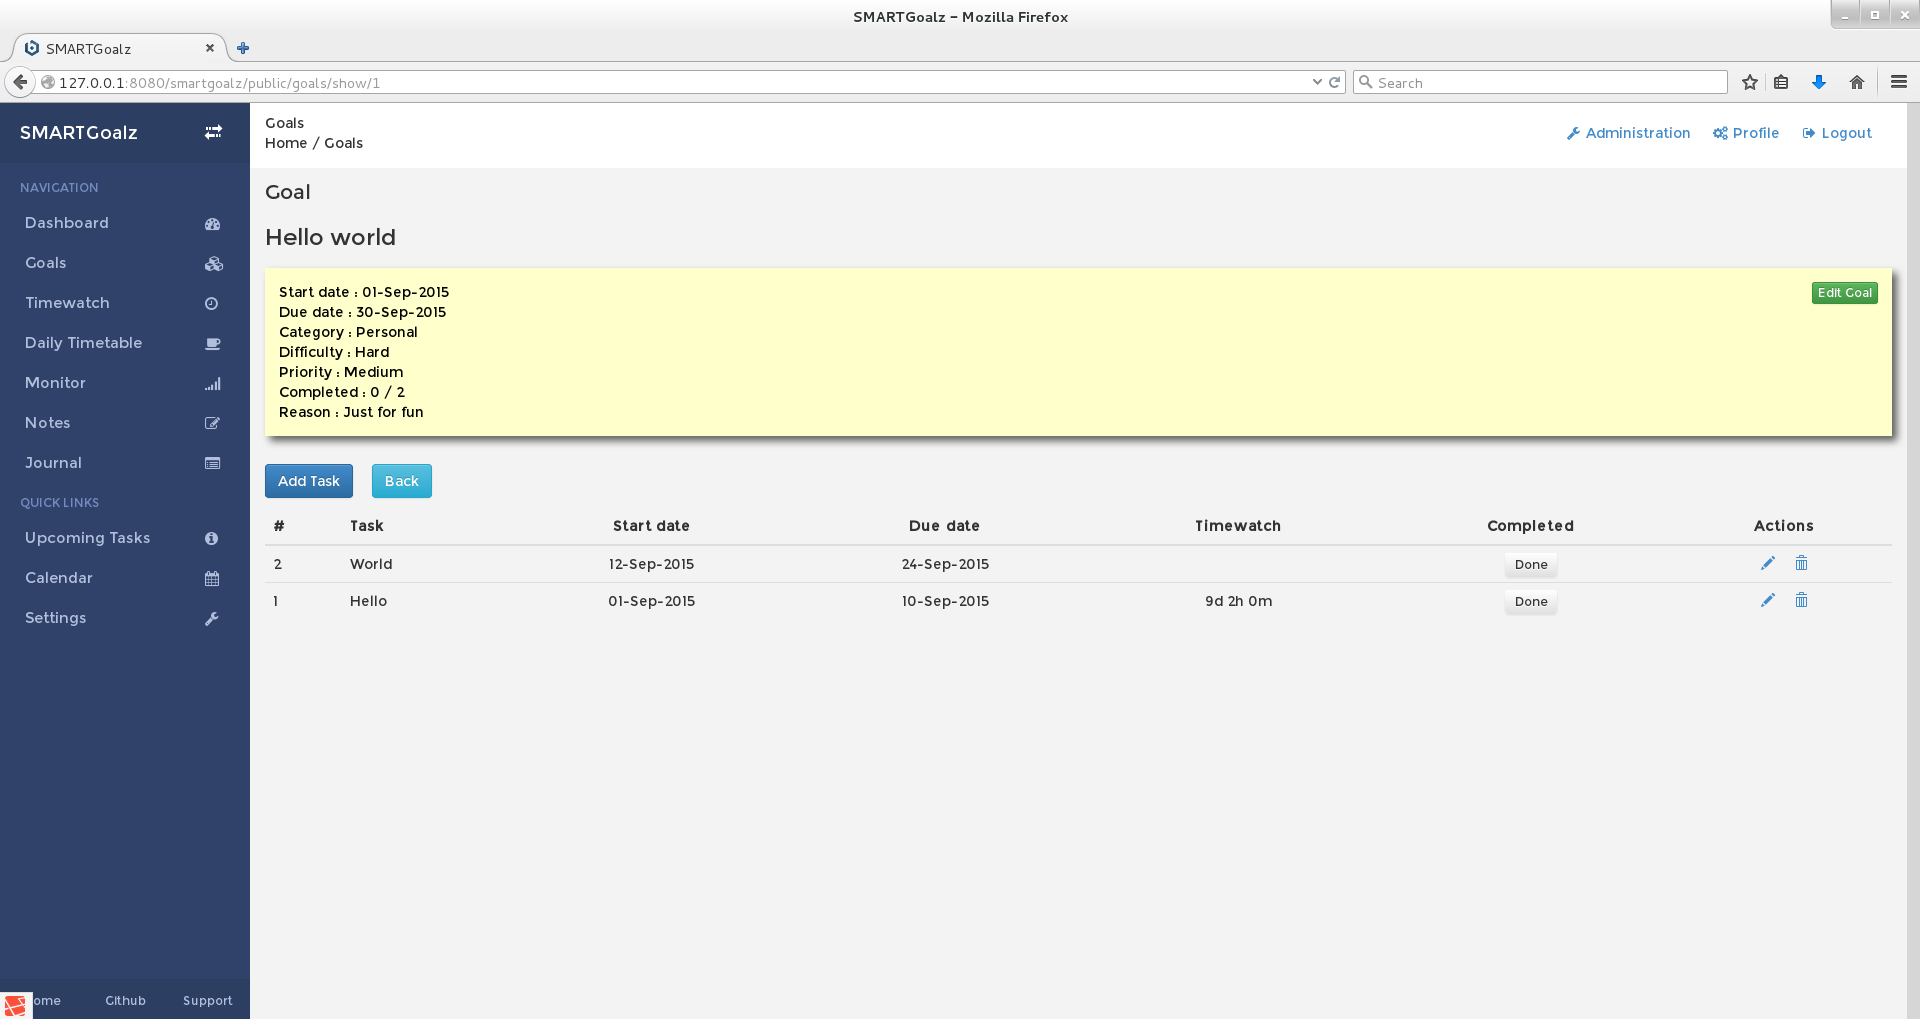 SMARTGoalz - Mozilla Firefox
SMARTGoalz
127.0.0.1:8080/smartgoalz/public/goals/show/1
Search
SMARTGoalz
NAVIGATION
Dashboard
Goals
Timewatch
Daily Timetable
Monitor
Notes
Journal
QUICK LINKS
Upcoming Tasks
Calendar
Settings
Github Support
Goals
Home / Goals
Administration Profile Logout
Goal
Hello world
Start date : 01-Sep-2015
Edit Goal
Due date : 30-Sep-2015
Category : Personal
Difficulty : Hard
Priority : Medium
Completed : 0 / 2
Reason : Just for fun
Add Task Back
# Task Start date Due date Timewatch Completed Actions
2 World 12-Sep-2015 24-Sep-2015 Done
1 Hello 01-Sep-2015 10-Sep-2015 9d 2h 0m Done